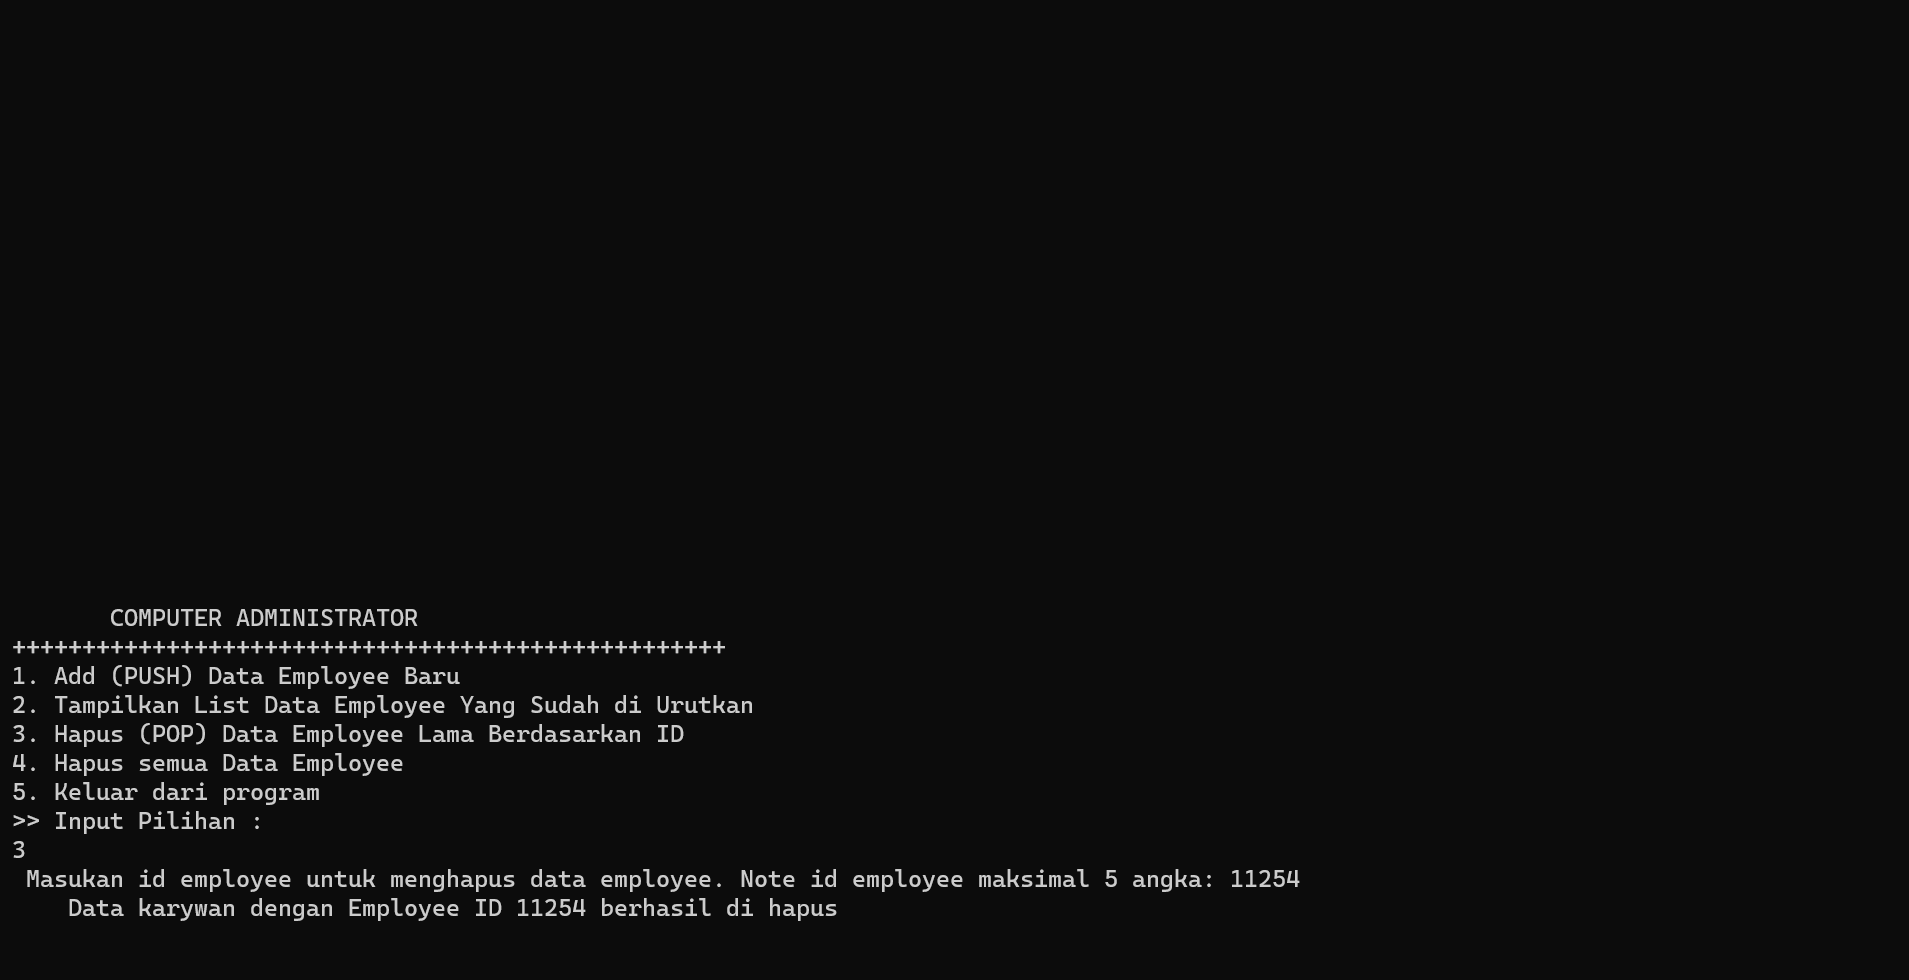 COMPUTER ADMINISTRATOR
+++++++++++++++++++++++++++++++++++++++++++++++++++
1. Add (PUSH) Data Employee Baru
2. Tampilkan List Data Employee Yang Sudah di Urutkan
3. Hapus (POP) Data Employee Lama Berdasarkan ID
4. Hapus semua Data Employee
5. Keluar dari program
>> Input Pilihan :
3
Masukan id employee untuk menghapus data employee. Note id employee maksimal 5 angka: 11254
Data karywan dengan Employee ID 11254 berhasil di hapus